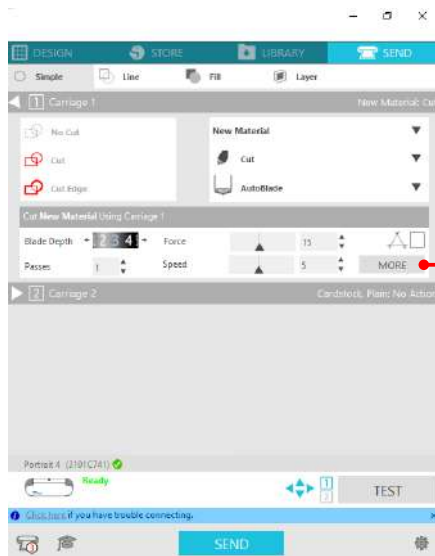 DESIGN STORE LIBRARY SEND
Simple Line Fill Layer
1 Carriage 1 New Material: Cut
No Cut New Material
Cut Cut
Cut Edge AutoBlade
Cut New Material Using Carriage 1
Blade Depth - 2 3 4 + Force 15
Passes 1 Speed 5 MORE
2 Carriage 2 Cardstock, Plain: No Action
Portrait 4 (2101C741)
Ready 1
2 TEST
Click here if you have trouble connecting. ×
SEND